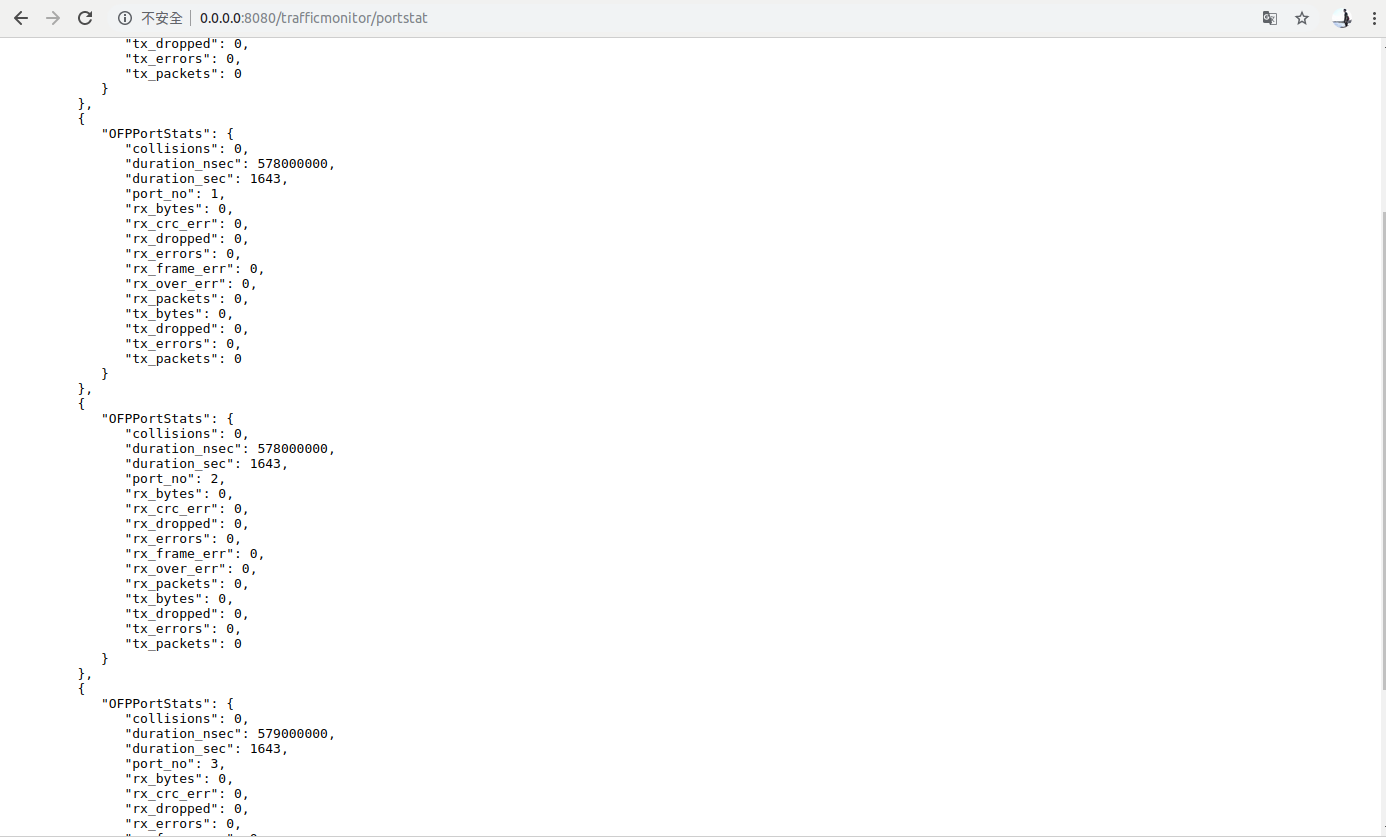 不安全 0.0.0.0:8080/trafficmonitor/portstat
"tx_dropped": 0,
"tx_errors": 0,
"tx_packets": 0
}
},
{
"OFPPortStats": {
"collisions": 0,
"duration_nsec": 578000000,
"duration_sec": 1643,
"port_no": 1,
"rx_bytes": 0,
"rx_crc_err": 0,
"rx_dropped": 0,
"rx_errors": 0,
"rx_frame_err": 0,
"rx_over_err": 0,
"rx_packets": 0,
"tx_bytes": 0,
"tx_dropped": 0,
"tx_errors": 0,
"tx_packets": 0
}
},
{
"OFPPortStats": {
"collisions": 0,
"duration_nsec": 578000000,
"duration_sec": 1643,
"port_no": 2,
"rx_bytes": 0,
"rx_crc_err": 0,
"rx_dropped": 0,
"rx_errors": 0,
"rx_frame_err": 0,
"rx_over_err": 0,
"rx_packets": 0,
"tx_bytes": 0,
"tx_dropped": 0,
"tx_errors": 0,
"tx_packets": 0
}
},
{
"OFPPortStats": {
"collisions": 0,
"duration_nsec": 579000000,
"duration_sec": 1643,
"port_no": 3,
"rx_bytes": 0,
"rx_crc_err": 0,
"rx_dropped": 0,
"rx_errors": 0,